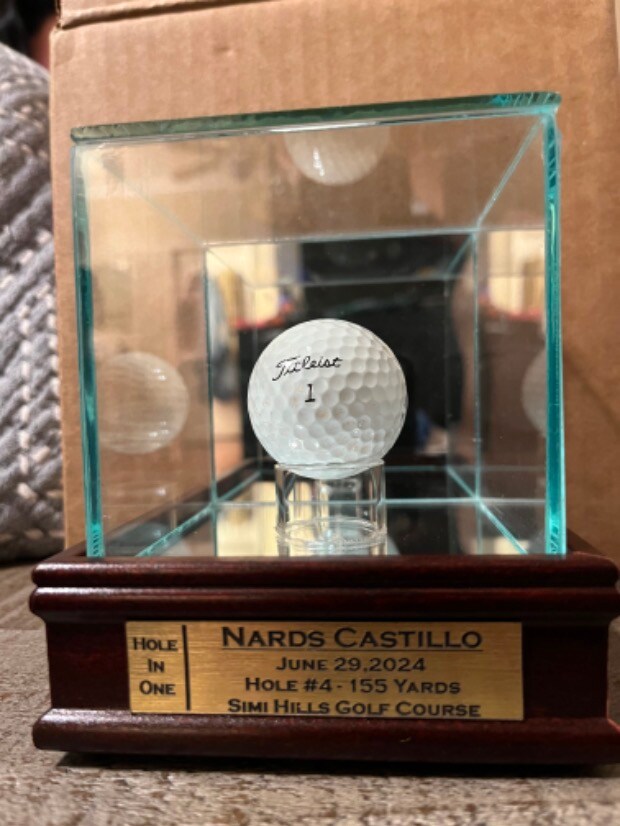 Titleist
1
HOLE
IN
ONE
NARDS CASTILLO
JUNE 29,2024
HOLE #4 - 155 YARDS
SIMI HILLS GOLF COURSE